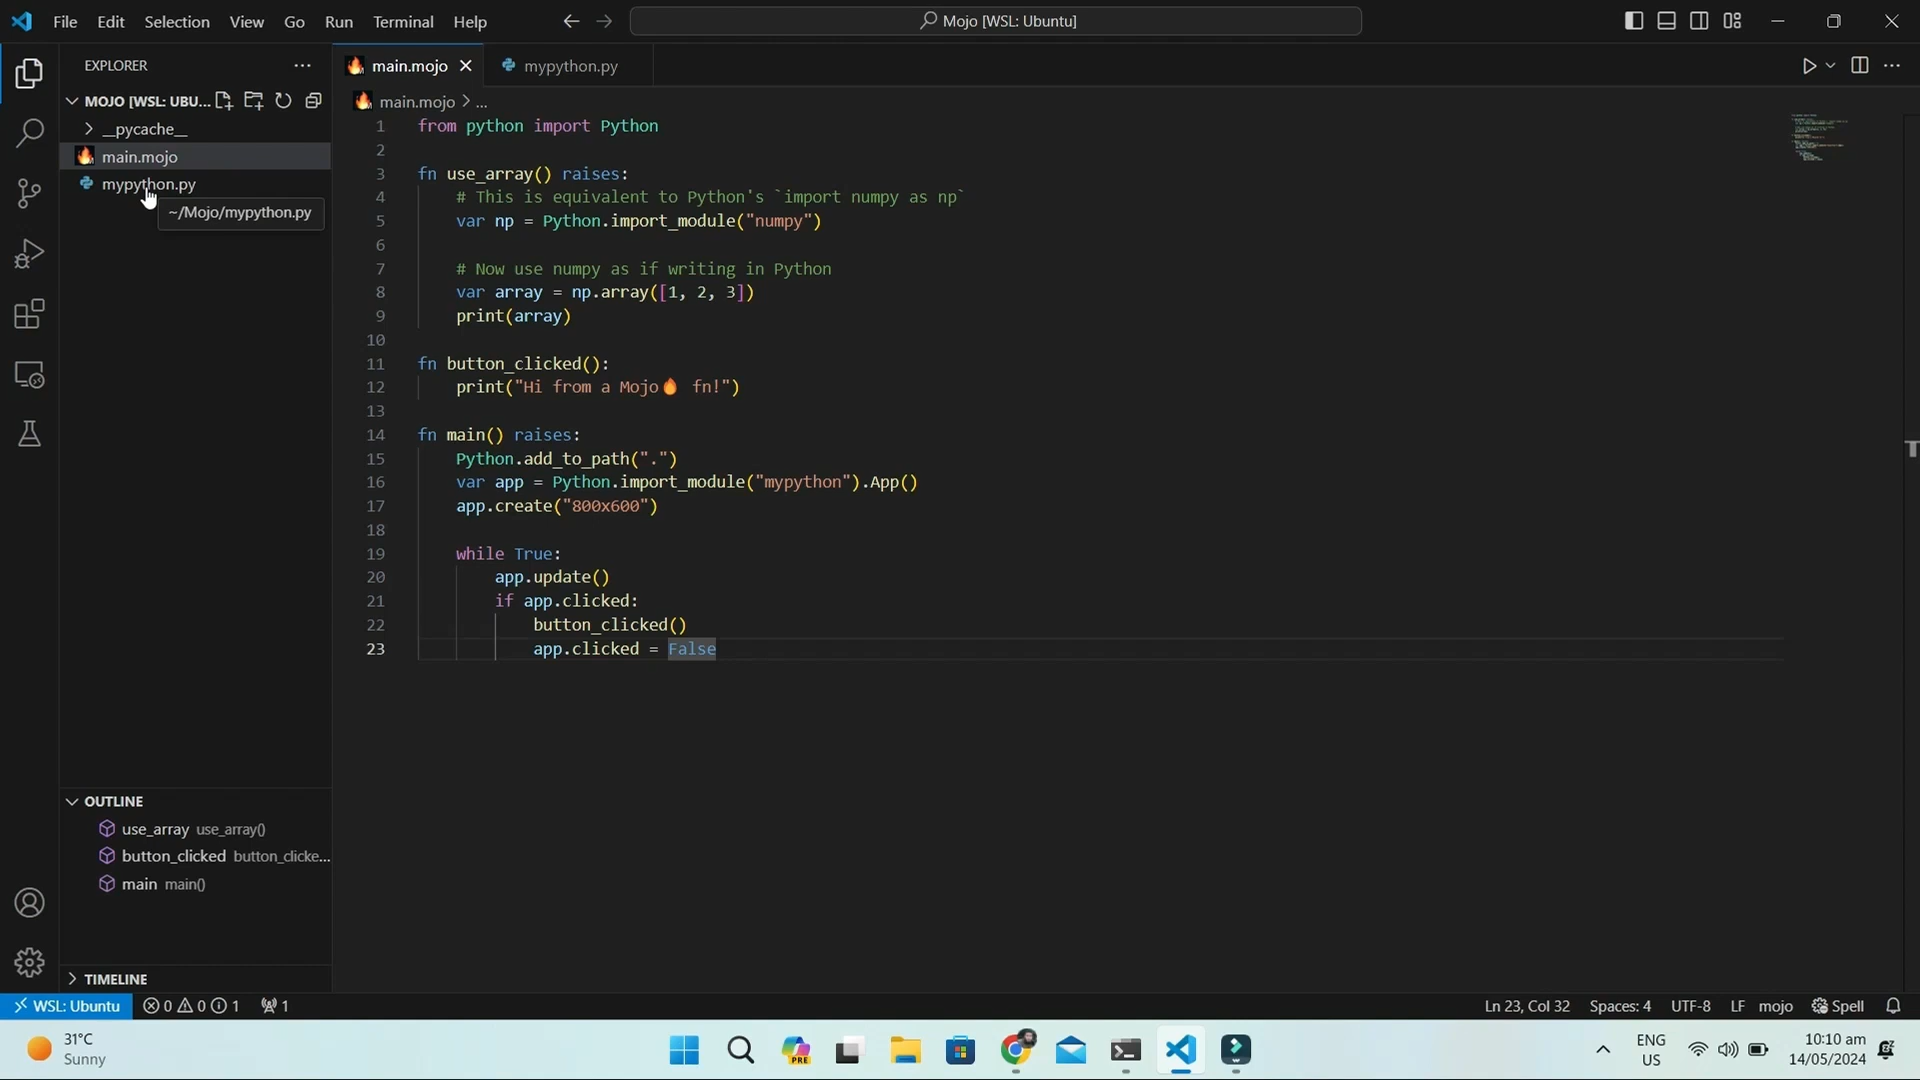 File Edit Selection View Go Run Terminal Help
Mojo [WSL: Ubuntu]
EXPLORER
main.mojo
mypython.py
MOJO [WSL: UBU...
main.mojo > ...
__pycache__
main.mojo
mypython.py
~/Mojo/mypython.py
1 from python import Python
2
3 fn use_array() raises:
4 # This is equivalent to Python's `import numpy as np`
5 var np = Python.import_module("numpy")
6
7 # Now use numpy as if writing in Python
8 var array = np.array([1, 2, 3])
9 print(array)
10
11 fn button_clicked():
12 print("Hi from a Mojo🔥 fn!")
13
14 fn main() raises:
15 Python.add_to_path(".")
16 var app = Python.import_module("mypython").App()
17 app.create("800x600")
18
19 while True:
20 app.update()
21 if app.clicked:
22 button_clicked()
23 app.clicked = False
OUTLINE
use_array use_array()
button_clicked button_clicke...
main main()
TIMELINE
WSL: Ubuntu 0 0 1 1
Ln 23, Col 32 Spaces: 4 UTF-8 LF mojo Spell
31°C
Sunny
PRE
ENG
US
10:10 am
14/05/2024